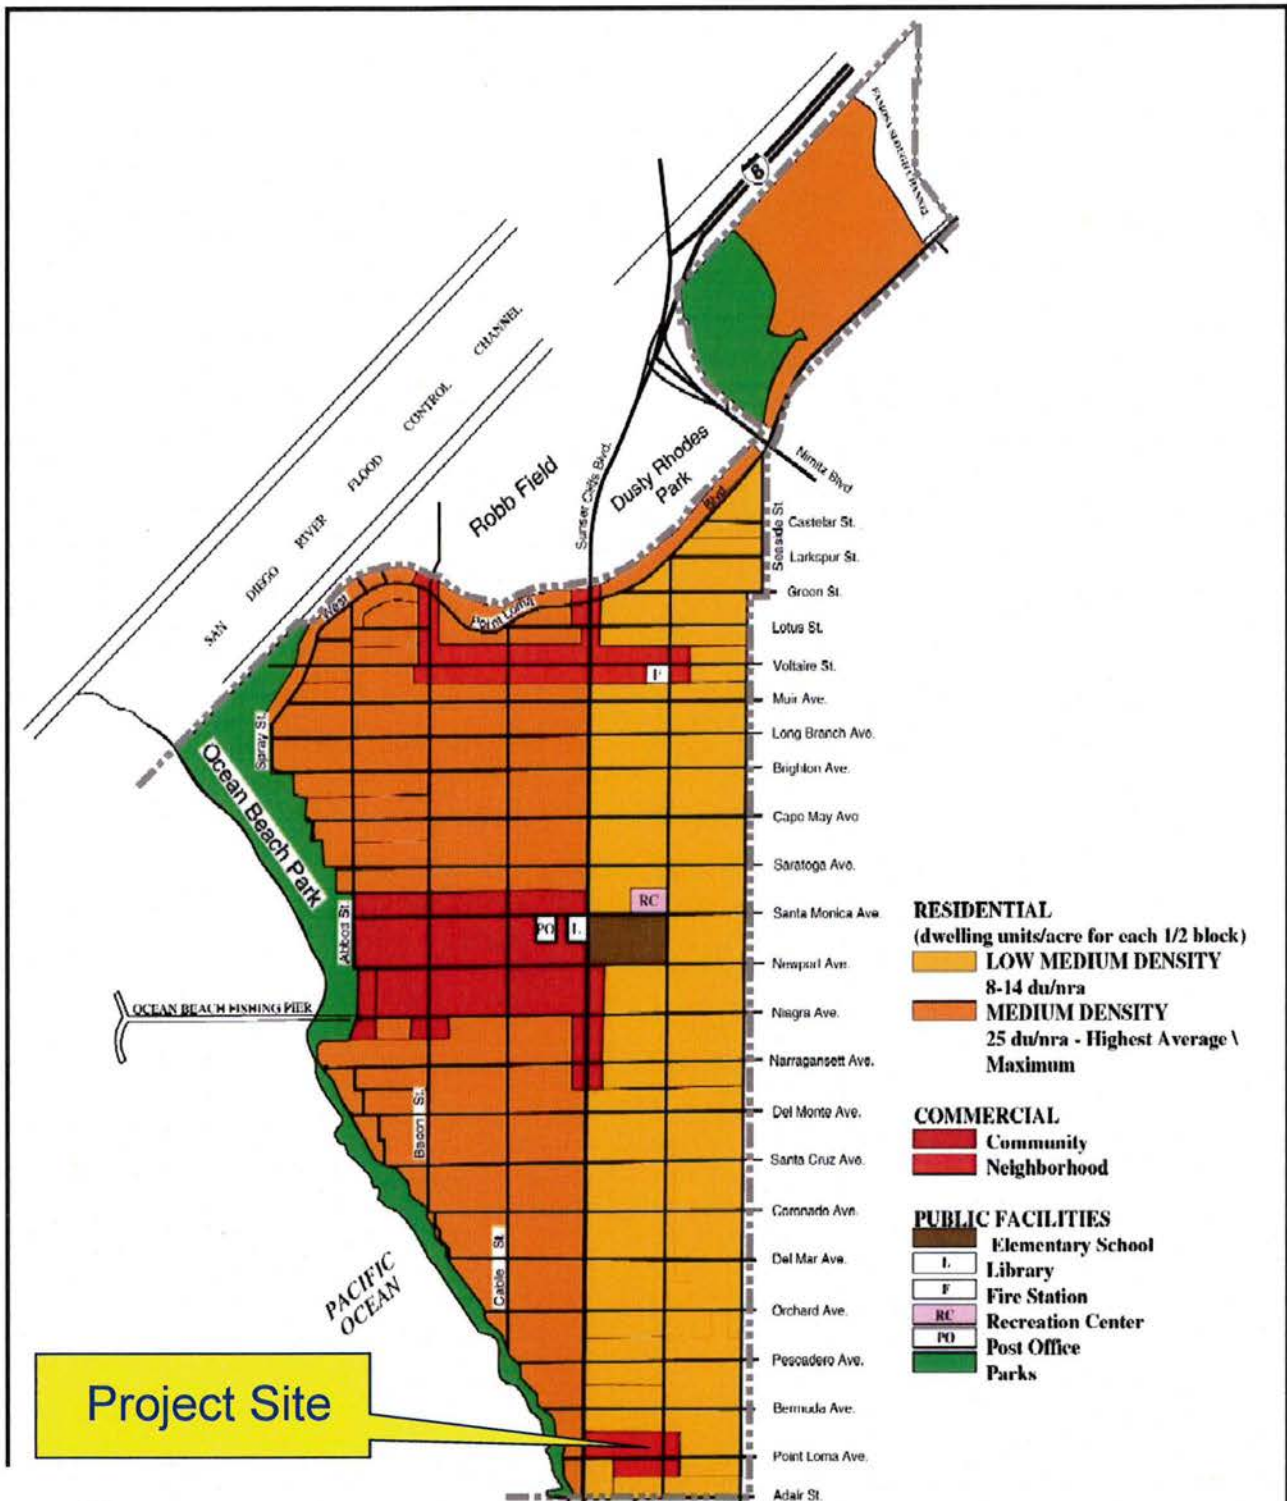 8
FAMOSA SLOUGH CHANNEL
SAN DIEGO RIVER FLOOD CONTROL CHANNEL
Robb Field
Sunset Cliffs Blvd.
Dusty Rhodes
Park
Nimitz Blvd
West
Point Loma
Blvd
Seaside St.
Castelar St.
Larkspur St.
Green St.
Lotus St.
Voltaire St.
F
Muir Ave.
Long Branch Ave.
Brighton Ave.
Cape May Ave
Saratoga Ave.
Santa Monica Ave.
Newport Ave.
Niagra Ave.
Narragansett Ave.
Del Monte Ave.
Santa Cruz Ave.
Coronado Ave.
Del Mar Ave.
Orchard Ave.
Pescadero Ave.
Bermuda Ave.
Point Loma Ave.
Adair St.
Spray St.
Ocean Beach Park
Abbott St.
RC
PO
L
OCEAN BEACH FISHING PIER
Bacon St.
Cable St.
PACIFIC
OCEAN
Project Site
RESIDENTIAL
(dwelling units/acre for each 1/2 block)
LOW MEDIUM DENSITY
8-14 du/nra
MEDIUM DENSITY
25 du/nra - Highest Average \
Maximum
COMMERCIAL
Community
Neighborhood
PUBLIC FACILITIES
Elementary School
L Library
F Fire Station
RC Recreation Center
PO Post Office
Parks